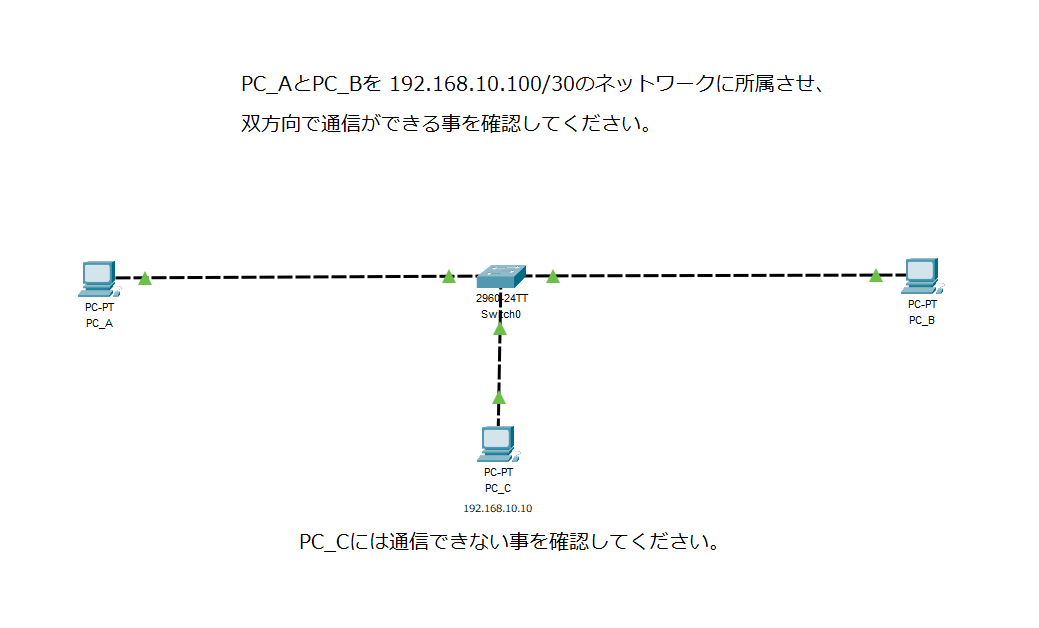 PC_AとPC_Bを 192.168.10.100/30のネットワークに所属させ、
双方向で通信ができる事を確認してください。
PC-PT
PC_A
2960-24TT
Switch0
PC-PT
PC_B
PC-PT
PC_C
192.168.10.10
PC_Cには通信できない事を確認してください。